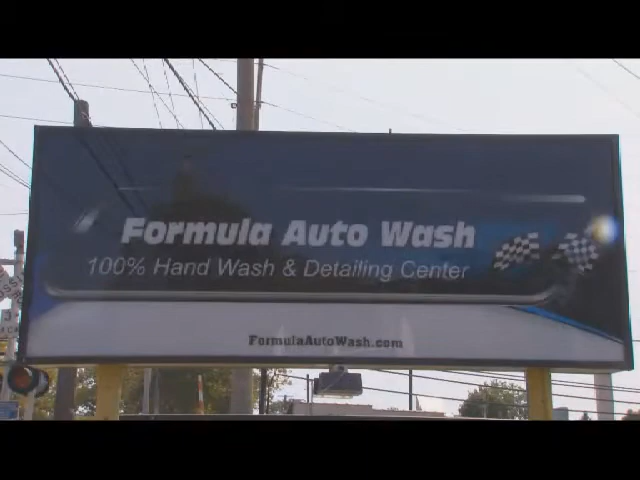 Formula Auto Wash
100% Hand Wash & Detailing Center
FormulaAutoWash.com